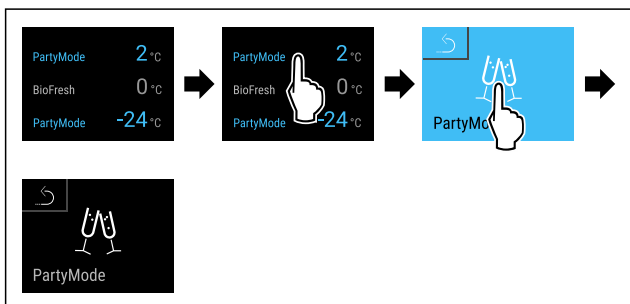 PartyMode 2 °C
BioFresh 0 °C
PartyMode -24 °C
PartyMode 2 °C
BioFresh 0 °C
PartyMode -24 °C
PartyMo
PartyMode